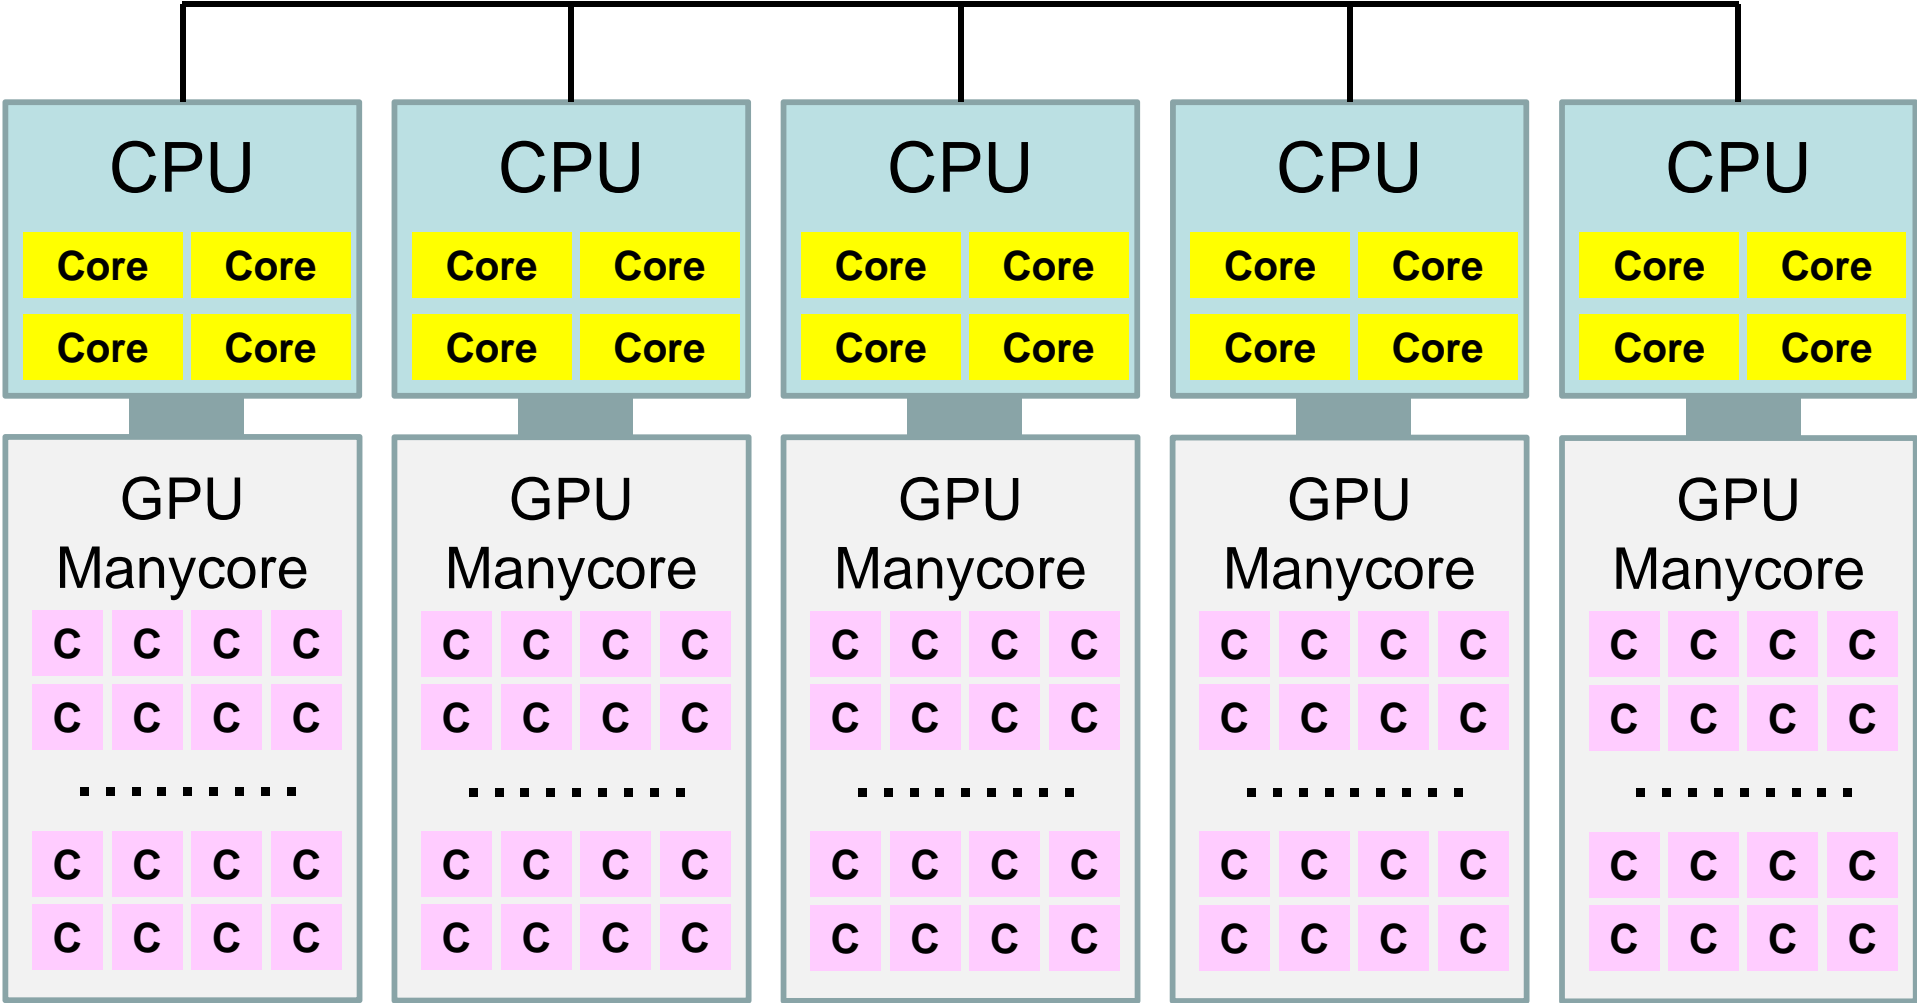 CPU CPU CPU CPU CPU
Core Core Core Core Core Core Core Core Core Core
Core Core Core Core Core Core Core Core Core Core
GPU GPU GPU GPU GPU
Manycore Manycore Manycore Manycore Manycore
C C C C C C C C C C C C C C C C C C C C
C C C C C C C C C C C C C C C C C C C C
......... ......... ......... ......... .........
C C C C C C C C C C C C C C C C C C C C
C C C C C C C C C C C C C C C C C C C C